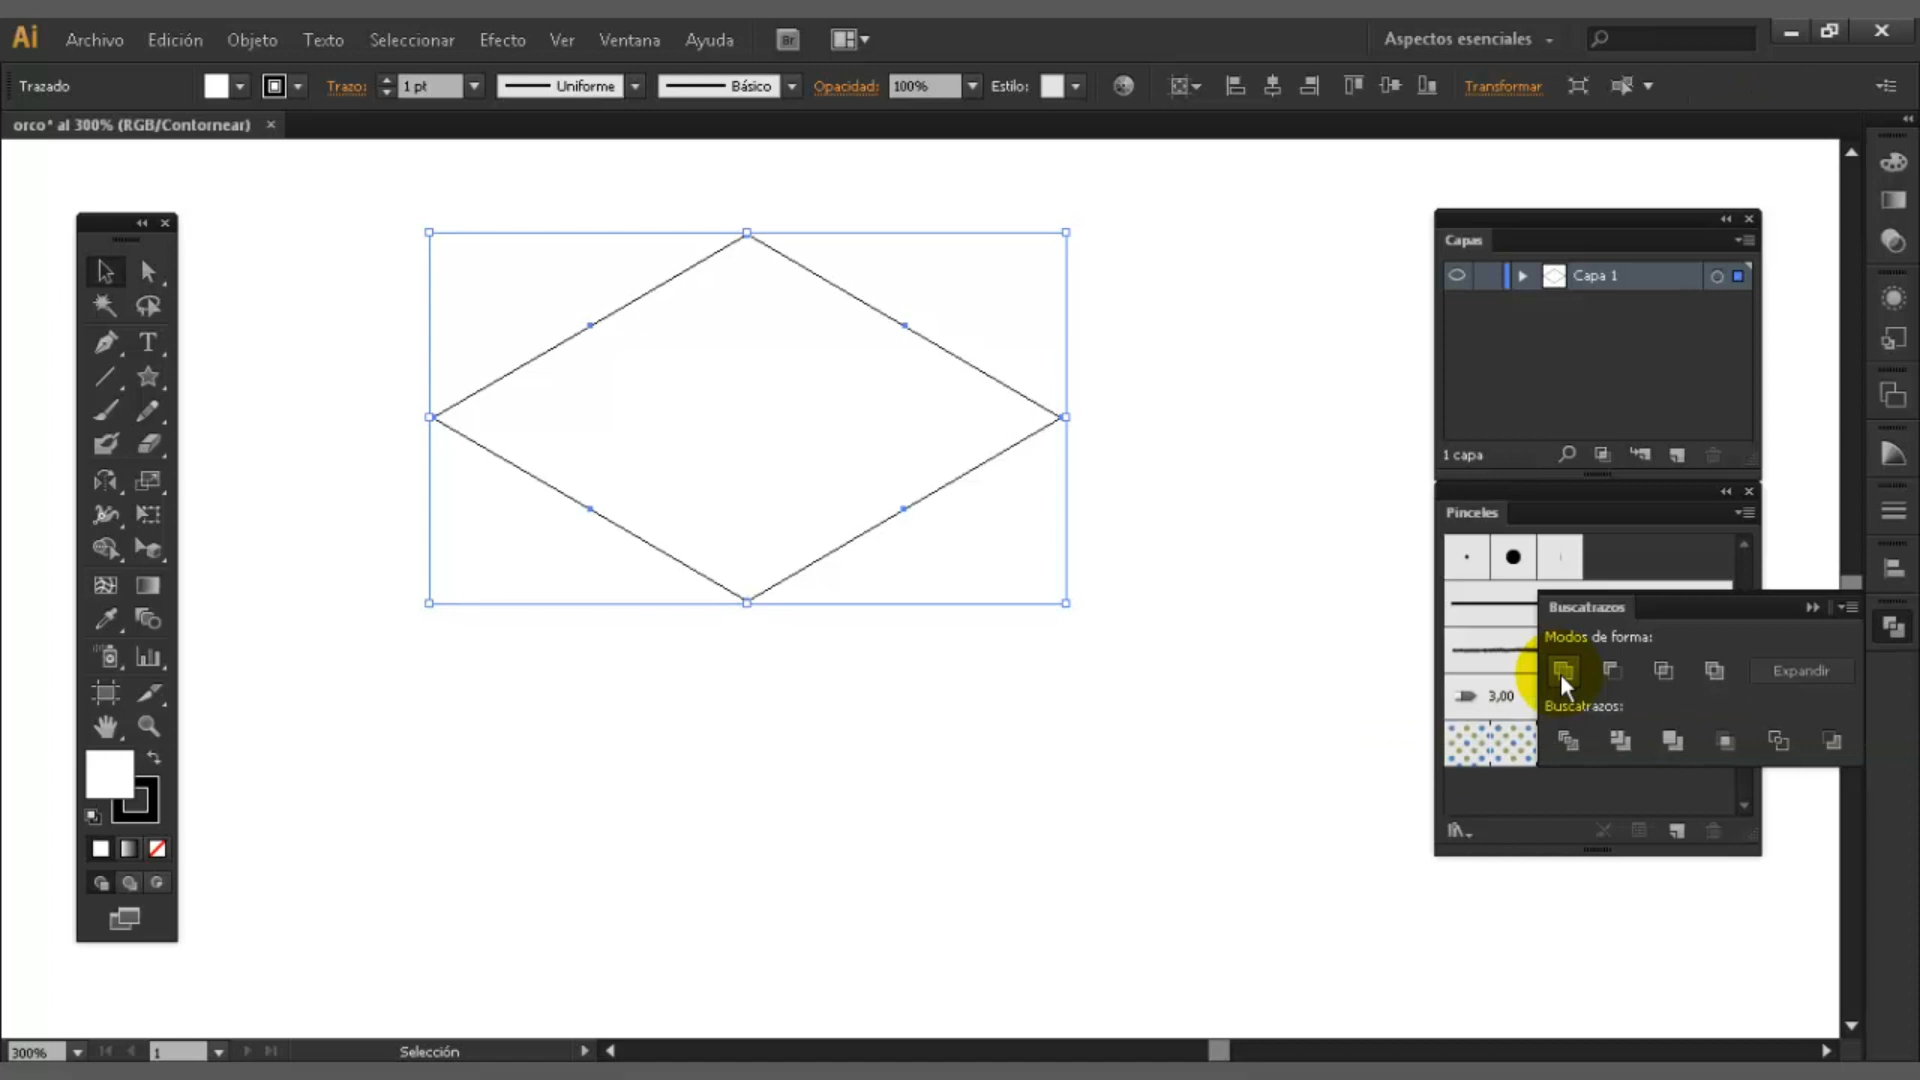 Ai Archivo Edición Objeto Texto Seleccionar Efecto Ver Ventana Ayuda Br Aspectos esenciales
Trazado Trazo: 1 pt Uniforme Básico Opacidad: 100% Estilo: Transformar
orco* al 300% (RGB/Contornear)
Capas
Capa 1
1 capa
Pinceles
Buscatrazos
Modos de forma:
Expandir
3,00
Buscatrazos:
300% 1 Selección